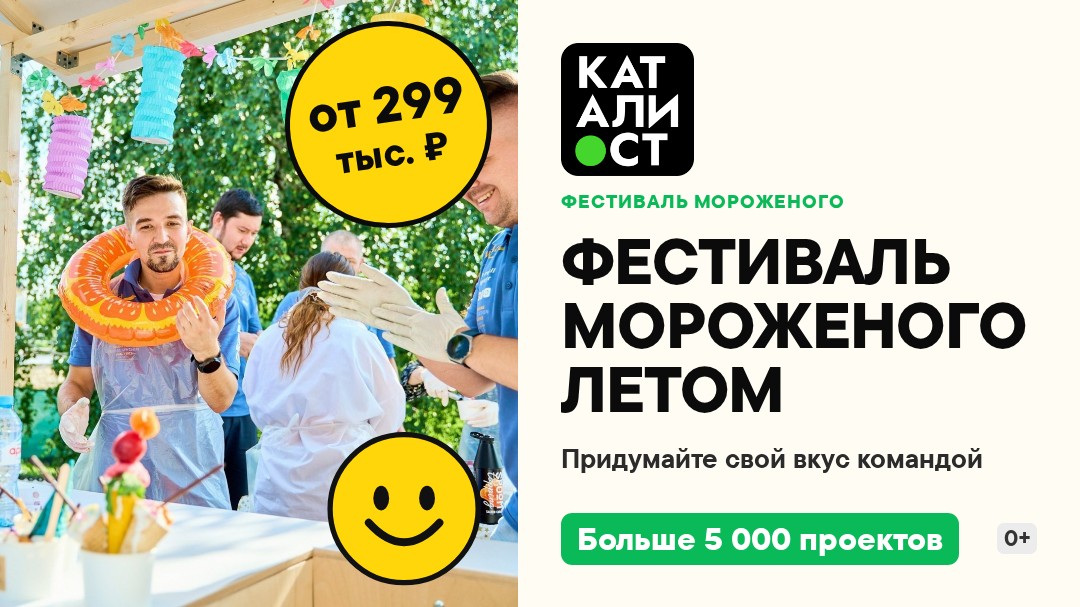 от 299
тыс. ₽
КАТ
АЛИ
СТ
ФЕСТИВАЛЬ МОРОЖЕНОГО
ФЕСТИВАЛЬ
МОРОЖЕНОГО
ЛЕТОМ
Придумайте свой вкус командой
Больше 5 000 проектов
0+